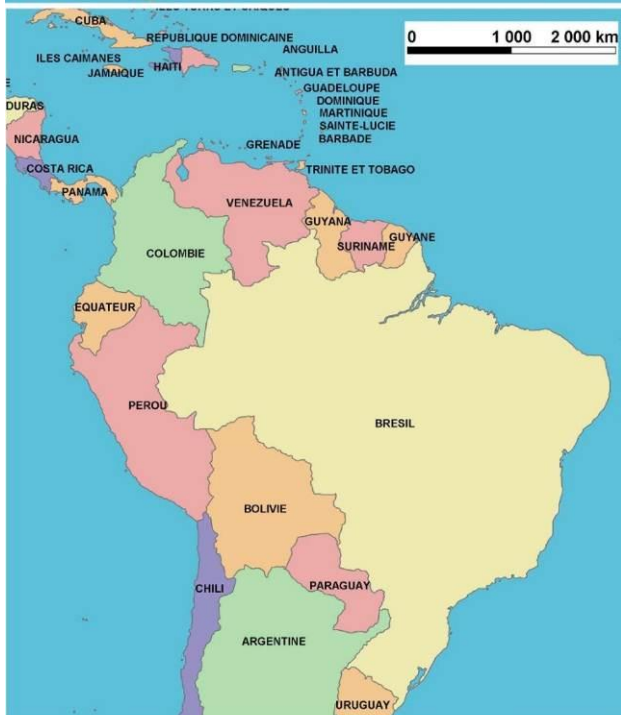 CUBA
0 1 000 2 000 km
REPUBLIQUE DOMINICAINE
ANGUILLA
ILES CAIMANES
HAITI
JAMAIQUE
ANTIGUA ET BARBUDA
GUADELOUPE
DURAS
DOMINIQUE
MARTINIQUE
SAINTE-LUCIE
NICARAGUA
BARBADE
GRENADE
COSTA RICA
TRINITE ET TOBAGO
PANAMA
VENEZUELA
GUYANA
GUYANE
SURINAME
COLOMBIE
EQUATEUR
PEROU
BRESIL
BOLIVIE
CHILI
PARAGUAY
ARGENTINE
URUGUAY